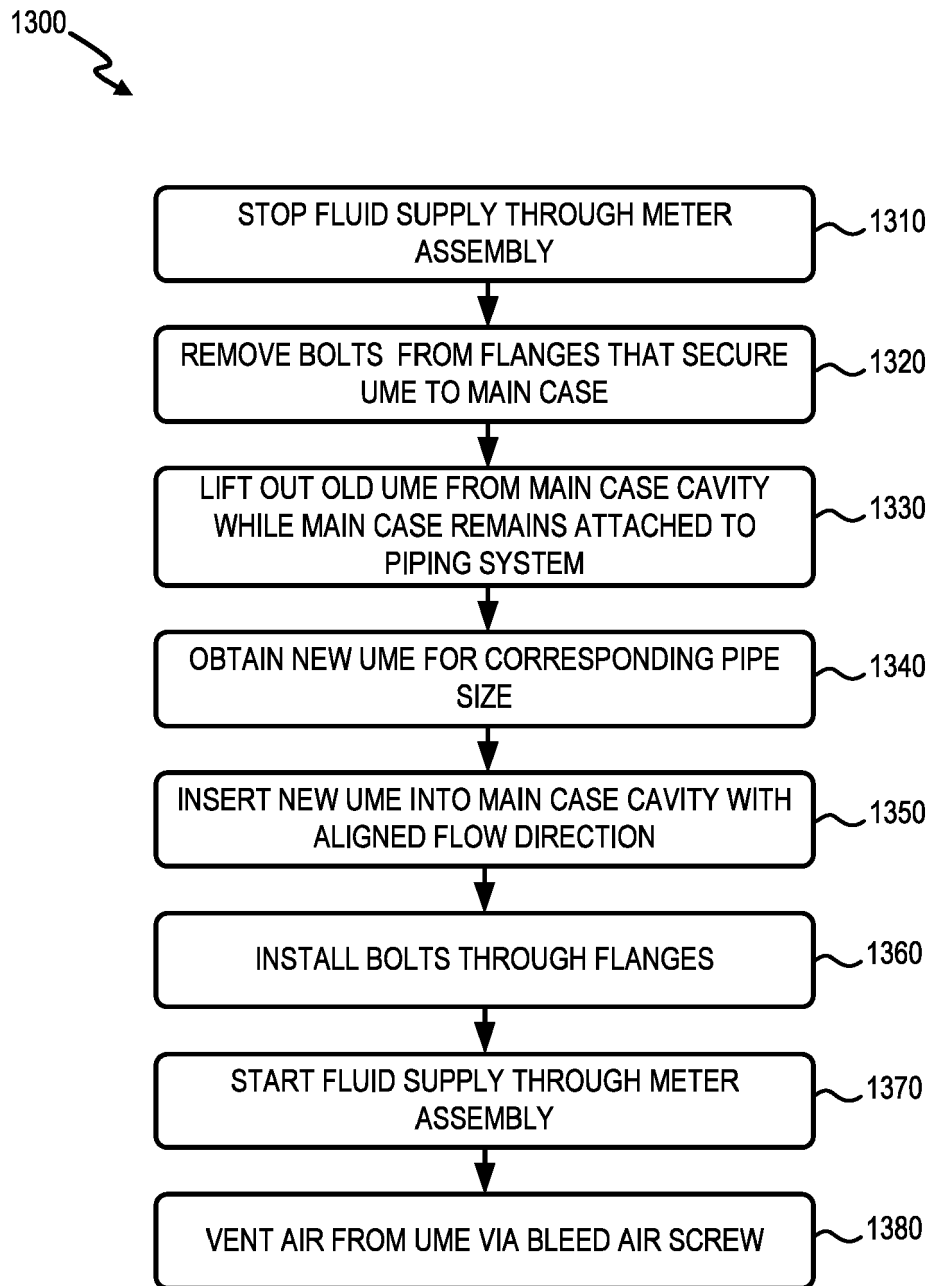 1300
STOP FLUID SUPPLY THROUGH METER
ASSEMBLY
1310
REMOVE BOLTS FROM FLANGES THAT SECURE
UME TO MAIN CASE
1320
LIFT OUT OLD UME FROM MAIN CASE CAVITY
WHILE MAIN CASE REMAINS ATTACHED TO
PIPING SYSTEM
1330
OBTAIN NEW UME FOR CORRESPONDING PIPE
SIZE
1340
INSERT NEW UME INTO MAIN CASE CAVITY WITH
ALIGNED FLOW DIRECTION
1350
INSTALL BOLTS THROUGH FLANGES
1360
START FLUID SUPPLY THROUGH METER
ASSEMBLY
1370
VENT AIR FROM UME VIA BLEED AIR SCREW
1380